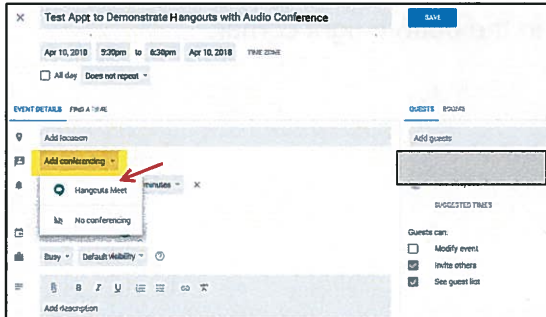 Test Appt to Demonstrate Hangouts with Audio Conference
SAVE
Apr 10, 2018 5:30pm to 6:30pm Apr 10, 2018 TIME ZONE
All day Does not repeat
EVENT DETAILS FIND A TIME
GUESTS ROOMS
Add location
Add guests
Add conferencing
Hangouts Meet
minutes
No conferencing
SUGGESTED TIMES
Guests can:
Modify event
Invite others
See guest list
Busy Default visibility
B I U
Add description